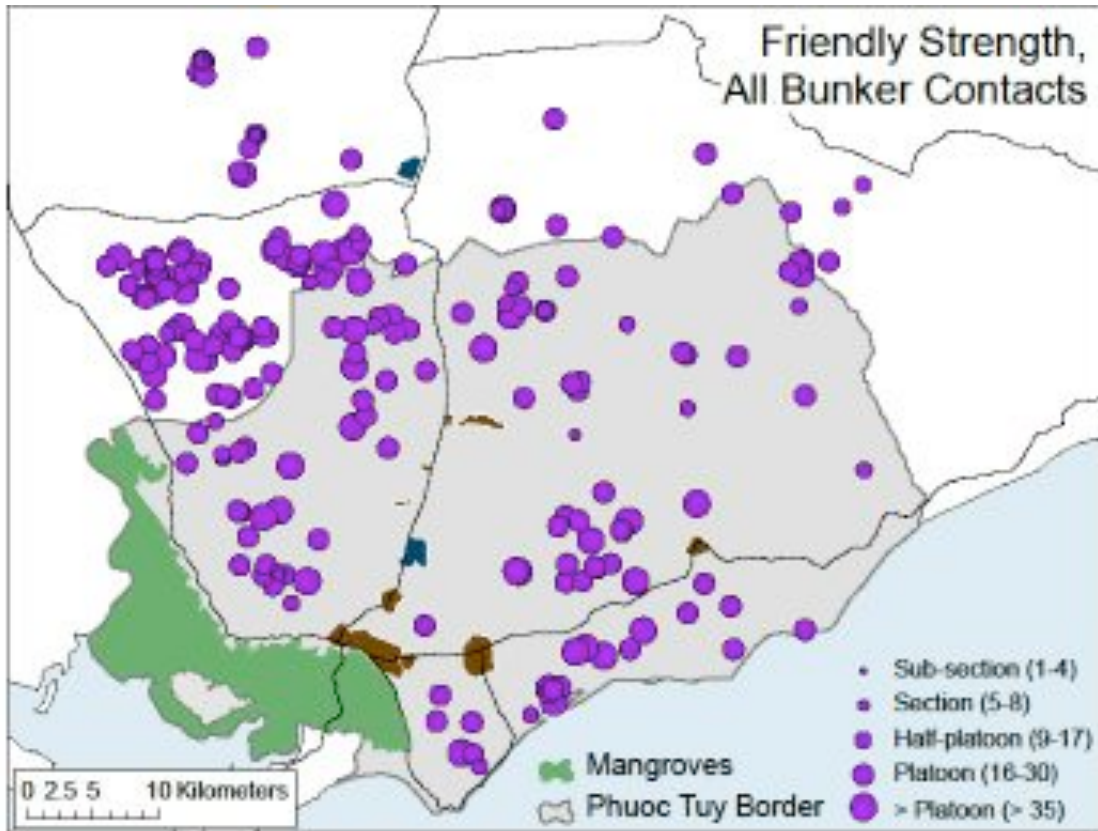 Friendly Strength,
All Bunker Contacts
Sub-section (1-4)
Section (5-8)
Half-platoon (9-17)
Platoon (16-30)
> Platoon (> 35)
Mangroves
Phuoc Tuy Border
0 2.5 5 10 Kilometers